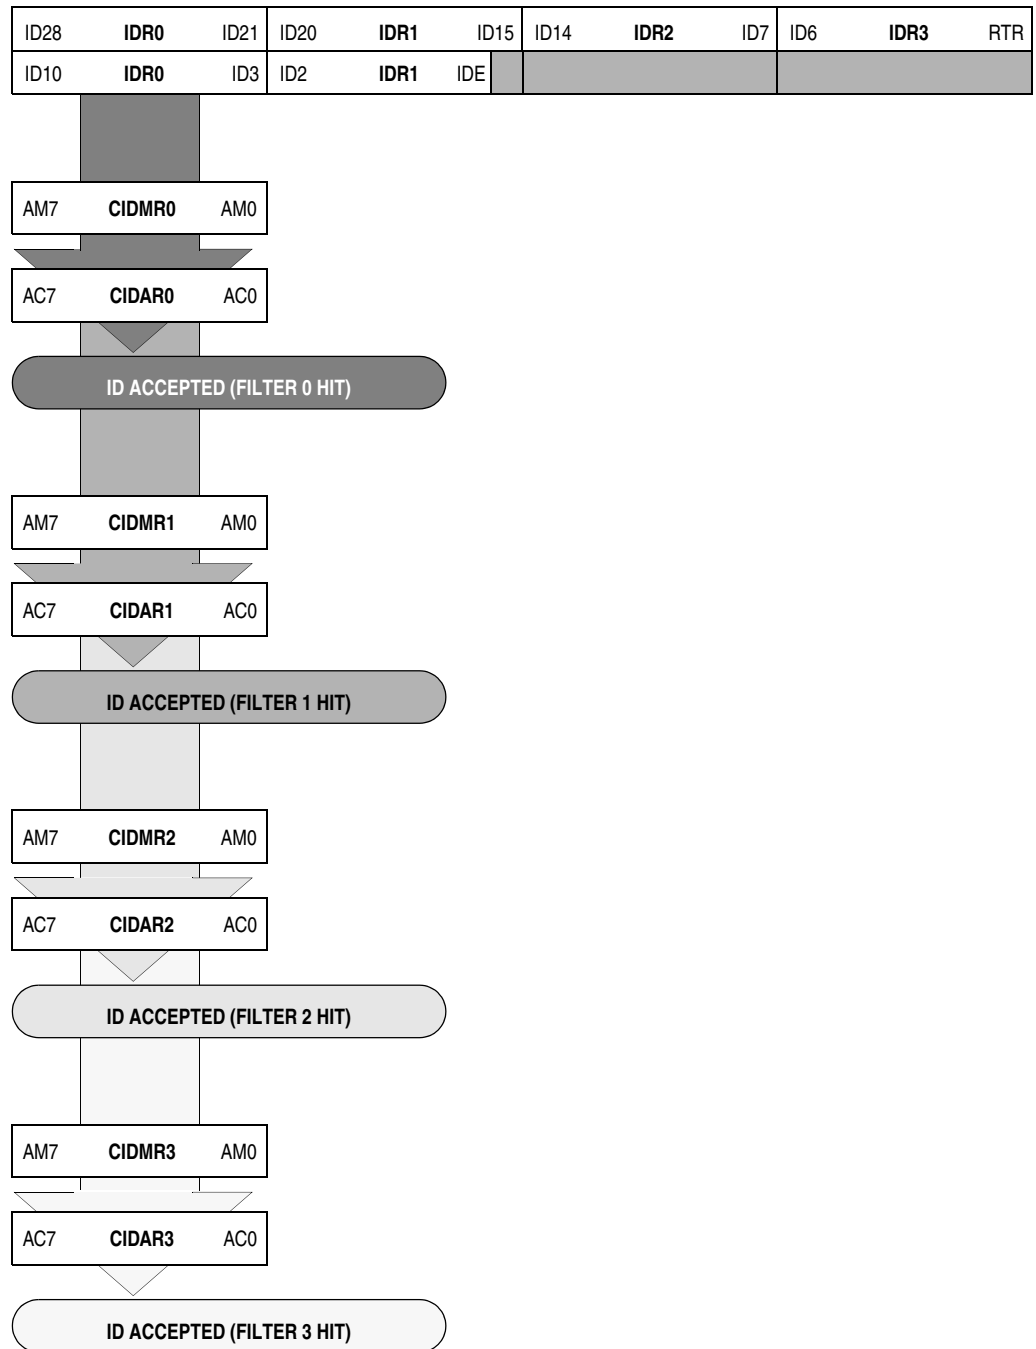 ID28 IDR0 ID21 ID20 IDR1 ID15 ID14 IDR2 ID7 ID6 IDR3 RTR
ID10 IDR0 ID3 ID2 IDR1 IDE
AM7 CIDMR0 AM0
AC7 CIDAR0 AC0
ID ACCEPTED (FILTER 0 HIT)
AM7 CIDMR1 AM0
AC7 CIDAR1 AC0
ID ACCEPTED (FILTER 1 HIT)
AM7 CIDMR2 AM0
AC7 CIDAR2 AC0
ID ACCEPTED (FILTER 2 HIT)
AM7 CIDMR3 AM0
AC7 CIDAR3 AC0
ID ACCEPTED (FILTER 3 HIT)